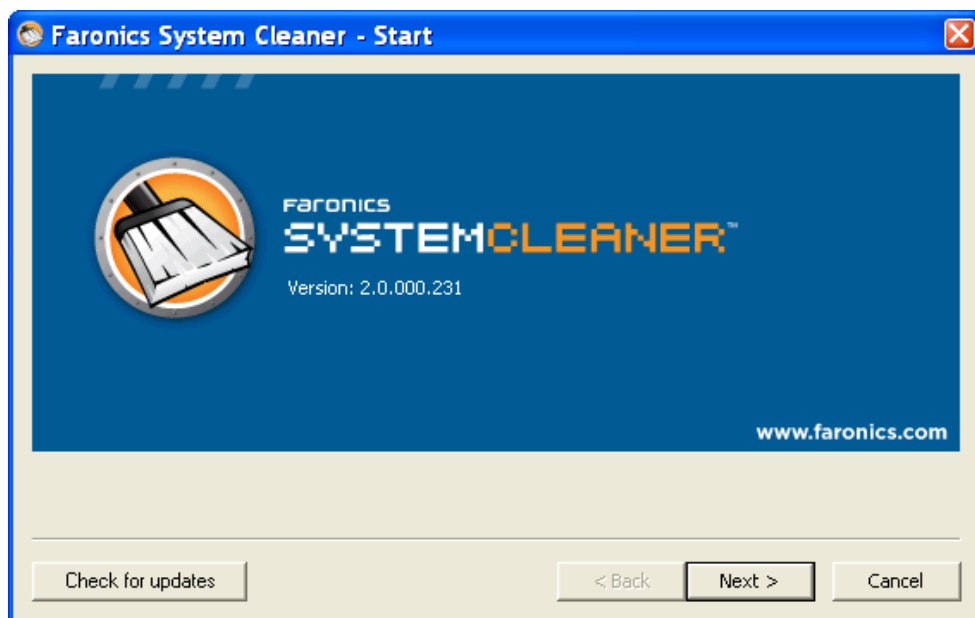 Faronics System Cleaner - Start
FaronicS
SYSTEMCLEANER™
Version: 2.0.000.231
www.faronics.com
Check for updates
< Back
Next >
Cancel